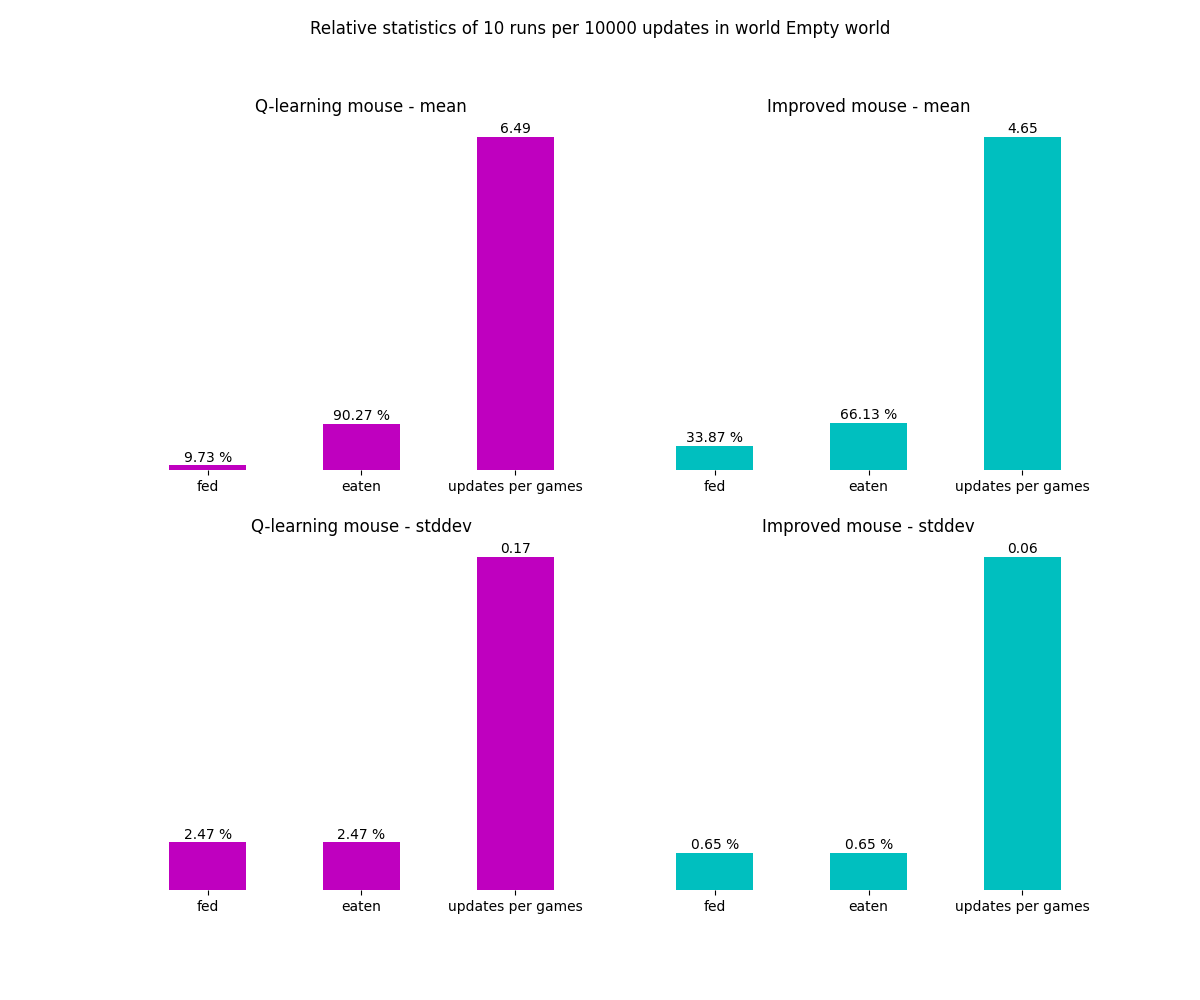 Relative statistics of 10 runs per 10000 updates in world Empty world
Q-learning mouse - mean
6.49
90.27 %
9.73 %
fed
eaten
updates per games
Improved mouse - mean
4.65
66.13 %
33.87 %
fed
eaten
updates per games
Q-learning mouse - stddev
0.17
2.47 %
2.47 %
fed
eaten
updates per games
Improved mouse - stddev
0.06
0.65 %
0.65 %
fed
eaten
updates per games